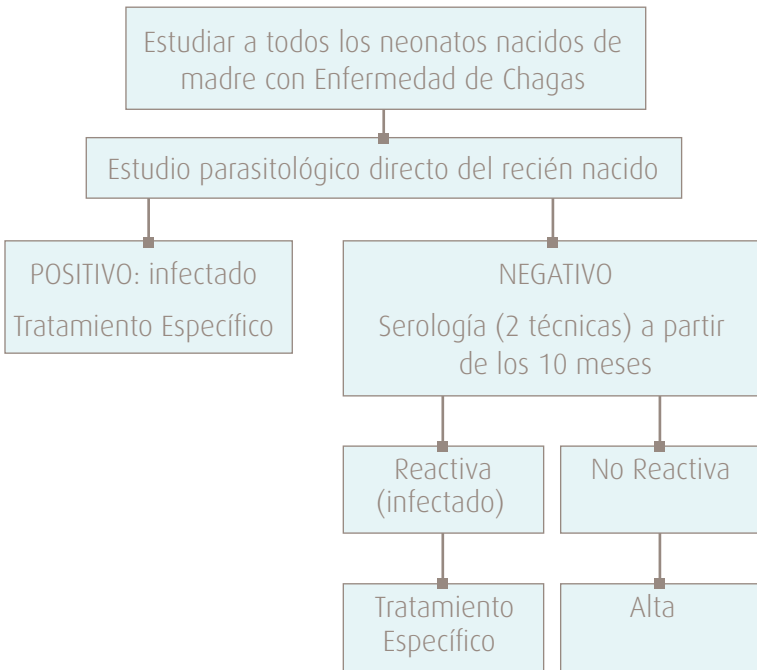 Estudiar a todos los neonatos nacidos de
madre con Enfermedad de Chagas
Estudio parasitológico directo del recién nacido
POSITIVO: infectado
Tratamiento Específico
NEGATIVO
Serología (2 técnicas) a partir
de los 10 meses
Reactiva
(infectado)
No Reactiva
Tratamiento
Específico
Alta